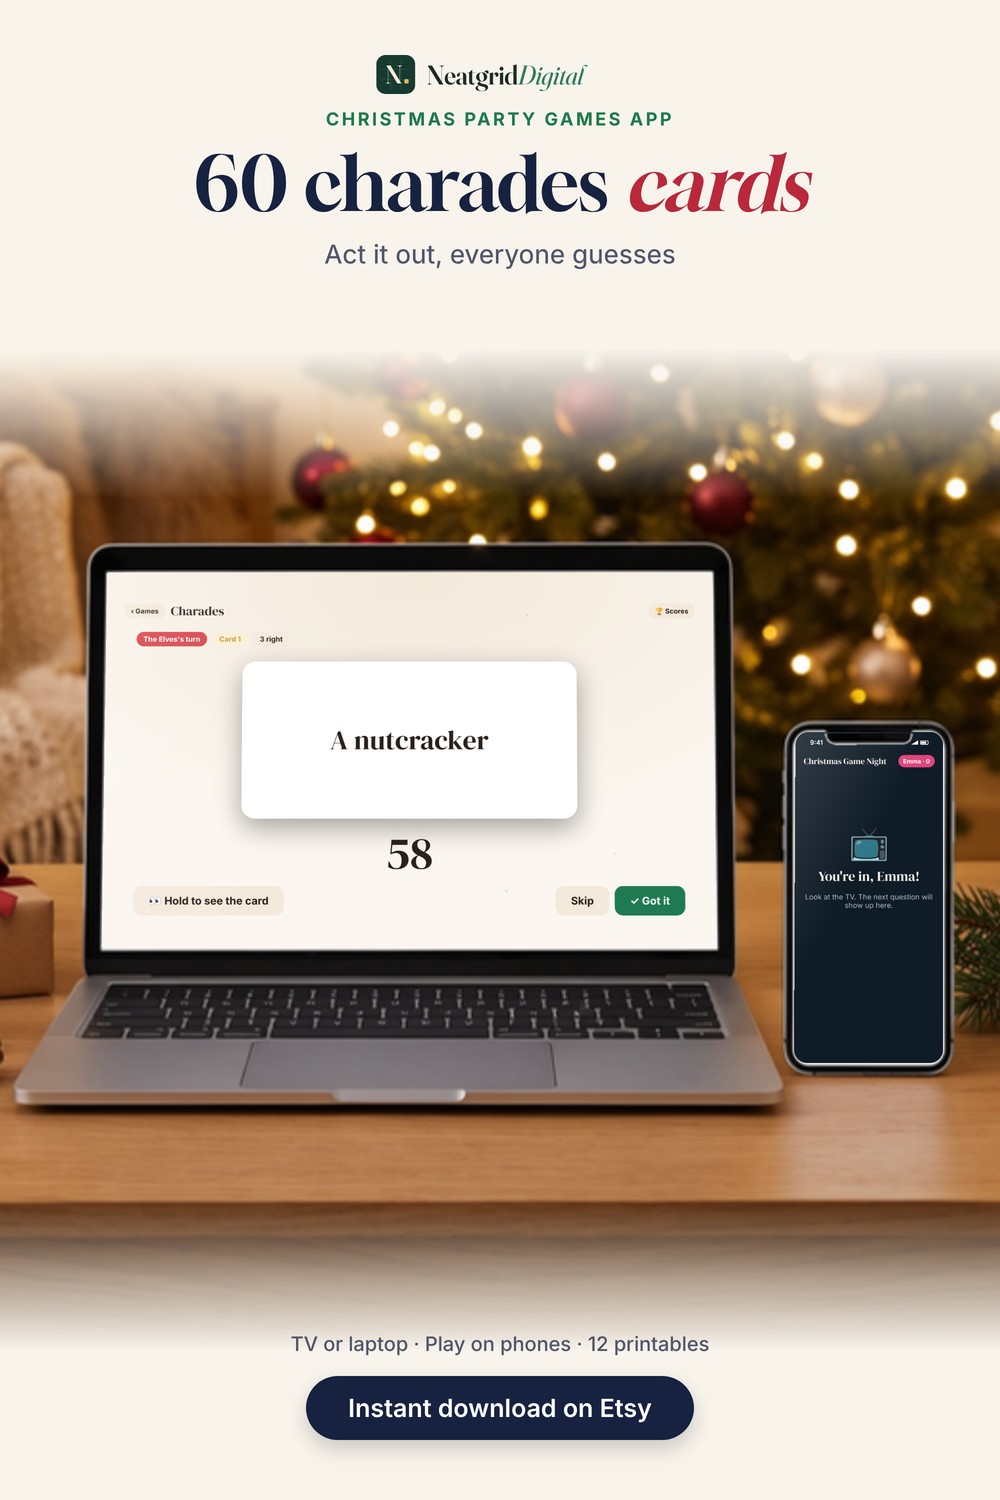 N.
NeatgridDigital
CHRISTMAS PARTY GAMES APP
60 charades cards
Act it out, everyone guesses
‹ Games
Charades
🏆 Scores
The Elves's turn
Card 1
3 right
A nutcracker
58
👀 Hold to see the card
Skip
✓ Got it
9:41
Christmas Game Night
Emma · 0
You're in, Emma!
Look at the TV. The next question will
show up here.
TV or laptop · Play on phones · 12 printables
Instant download on Etsy